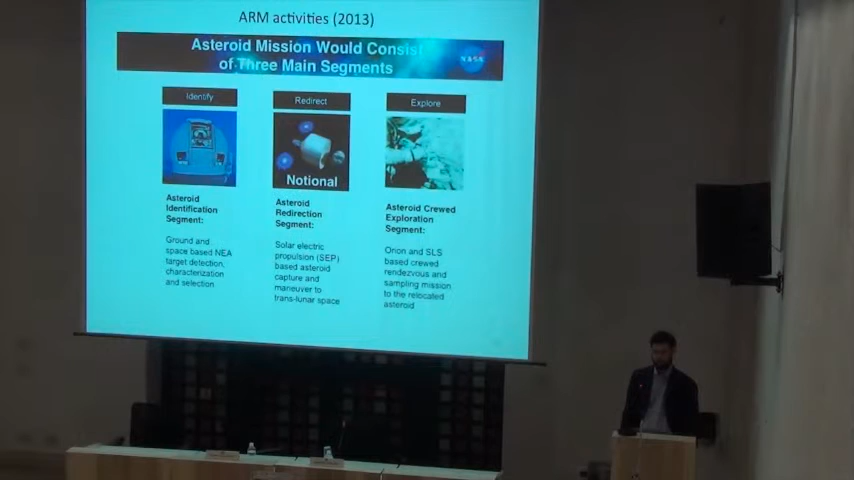 ARM activities (2013)
Asteroid Mission Would Consist
of Three Main Segments
NASA
Identify
Redirect
Explore
Notional
Asteroid
Identification
Segment:
Ground and
space based NEA
target detection,
characterization
and selection
Asteroid
Redirection
Segment:
Solar electric
propulsion (SEP)
based asteroid
capture and
maneuver to
trans-lunar space
Asteroid Crewed
Exploration
Segment:
Orion and SLS
based crewed
rendezvous and
sampling mission
to the relocated
asteroid